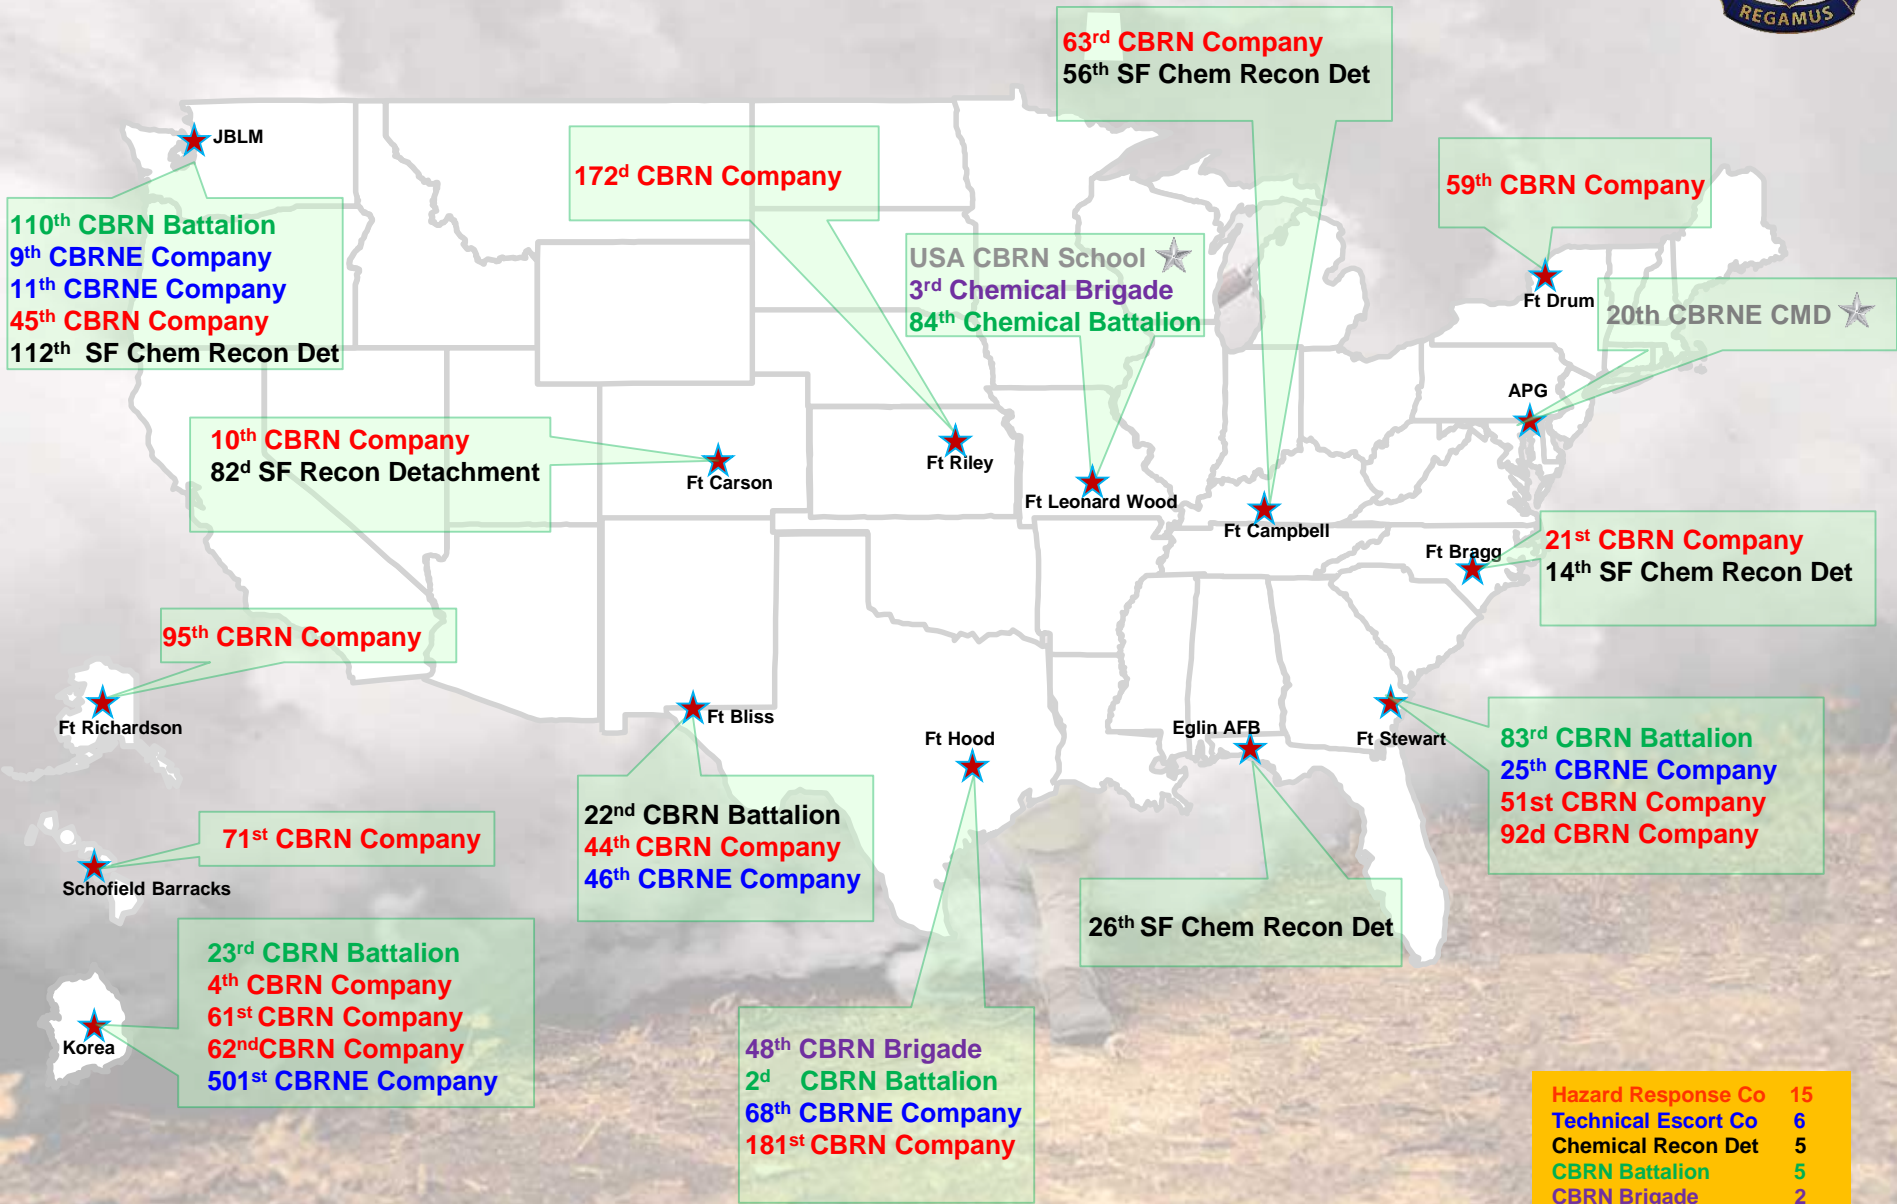 REGAMUS
63rd CBRN Company
56th SF Chem Recon Det
JBLM
172d CBRN Company
59th CBRN Company
110th CBRN Battalion
9th CBRNE Company
11th CBRNE Company
45th CBRN Company
112th SF Chem Recon Det
USA CBRN School
3rd Chemical Brigade
84th Chemical Battalion
Ft Drum
20th CBRNE CMD
APG
10th CBRN Company
82d SF Recon Detachment
Ft Carson
Ft Riley
Ft Leonard Wood
Ft Campbell
Ft Bragg
21st CBRN Company
14th SF Chem Recon Det
95th CBRN Company
Ft Richardson
Ft Bliss
Ft Hood
Eglin AFB
Ft Stewart
83rd CBRN Battalion
25th CBRNE Company
51st CBRN Company
92d CBRN Company
22nd CBRN Battalion
44th CBRN Company
46th CBRNE Company
71st CBRN Company
Schofield Barracks
26th SF Chem Recon Det
23rd CBRN Battalion
4th CBRN Company
61st CBRN Company
62ndCBRN Company
501st CBRNE Company
Korea
48th CBRN Brigade
2d CBRN Battalion
68th CBRNE Company
181st CBRN Company
Hazard Response Co 15
Technical Escort Co 6
Chemical Recon Det 5
CBRN Battalion 5
CBRN Brigade 2